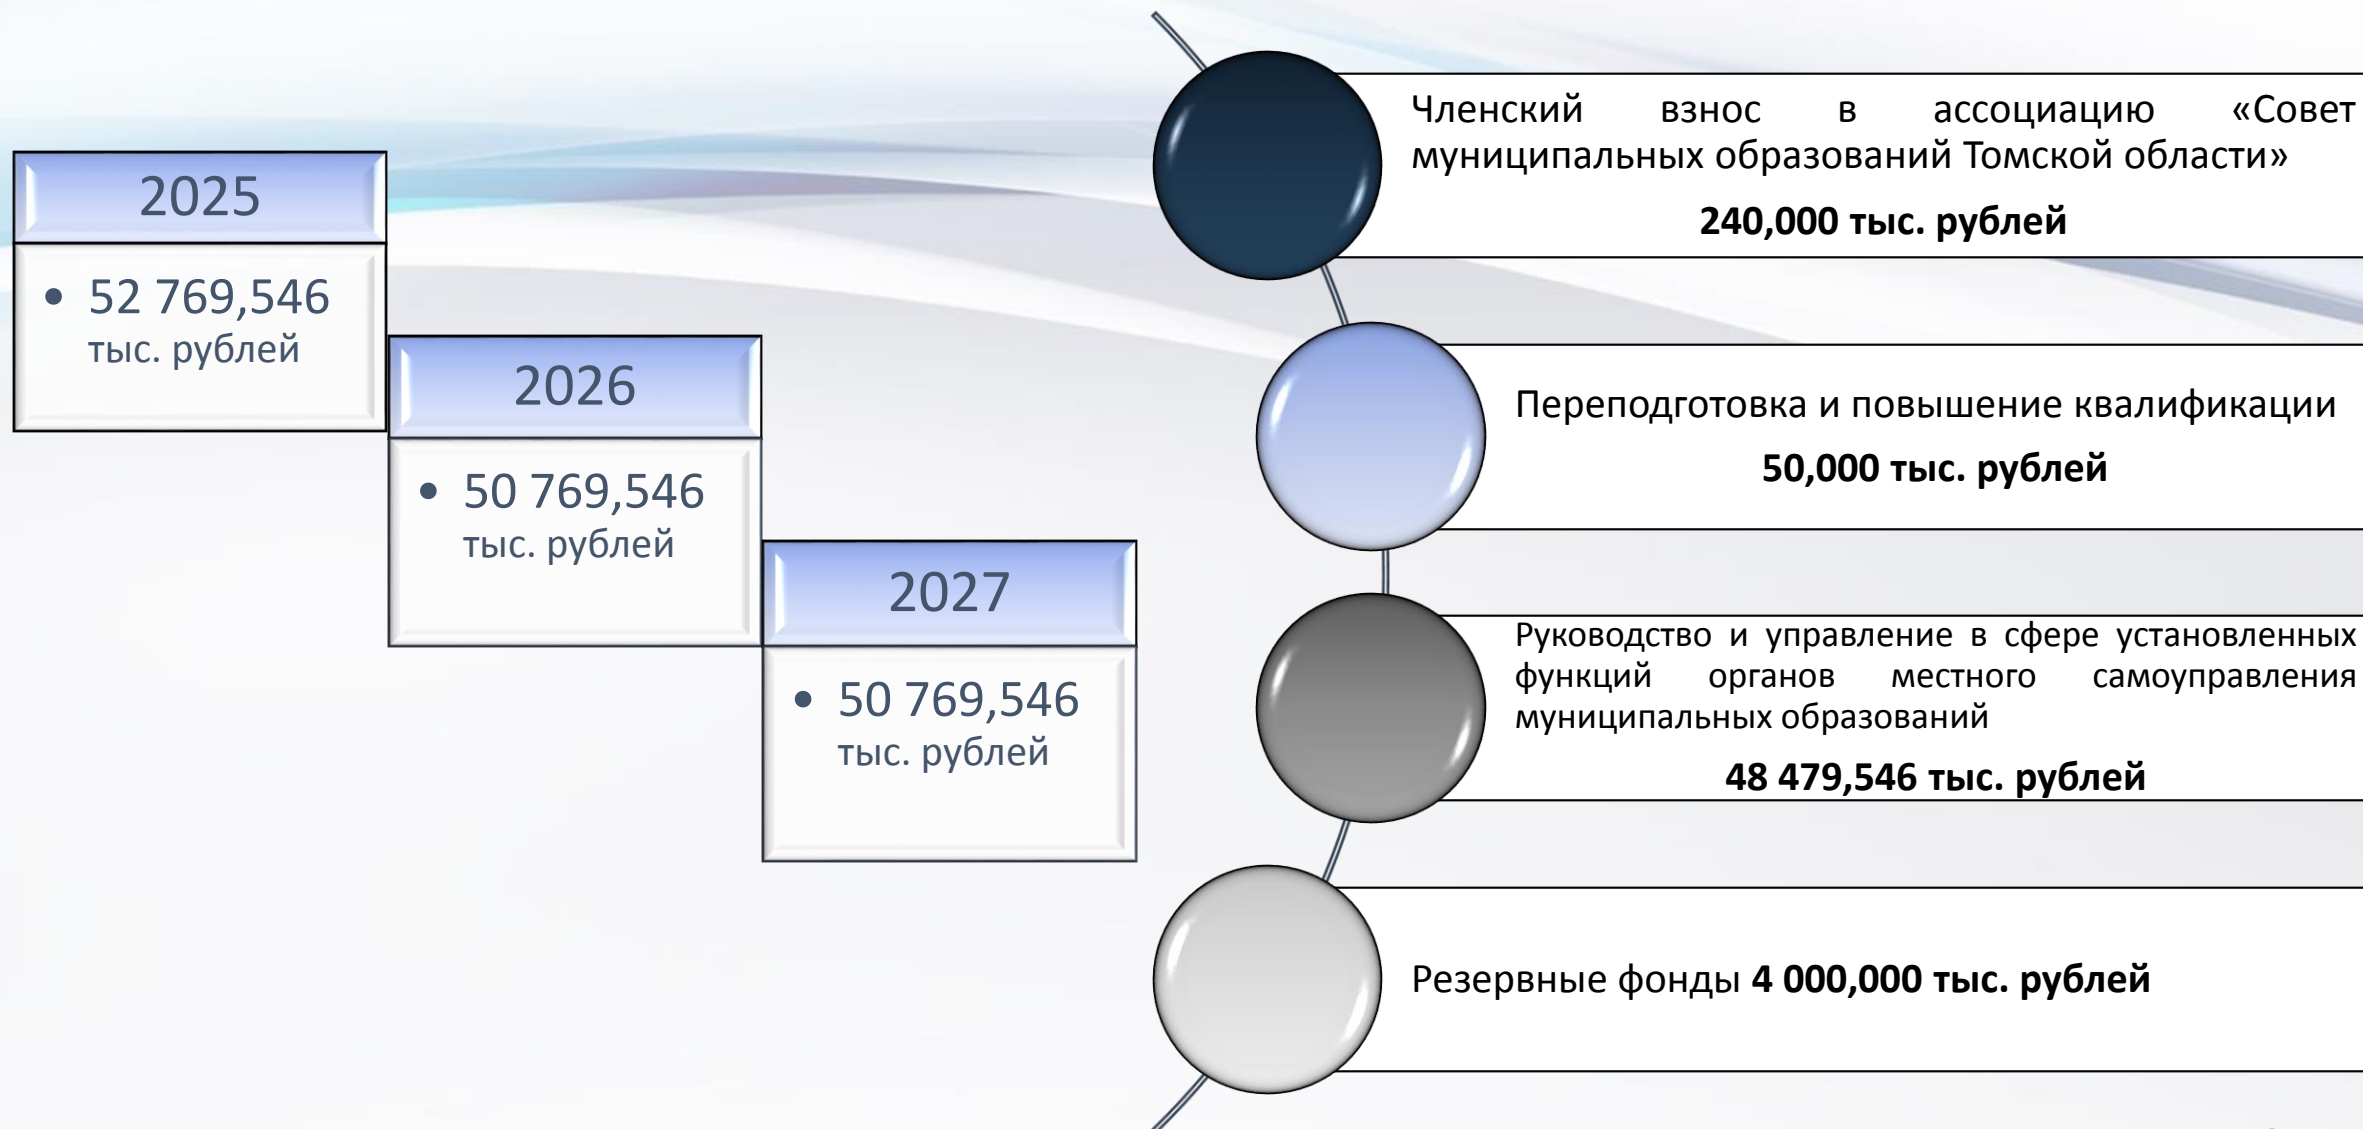 2025
• 52 769,546
тыс. рублей
2026
• 50 769,546
тыс. рублей
2027
• 50 769,546
тыс. рублей
Членский взнос в ассоциацию «Совет
муниципальных образований Томской области»
240,000 тыс. рублей
Переподготовка и повышение квалификации
50,000 тыс. рублей
Руководство и управление в сфере установленных
функций органов местного самоуправления
муниципальных образований
48 479,546 тыс. рублей
Резервные фонды 4 000,000 тыс. рублей